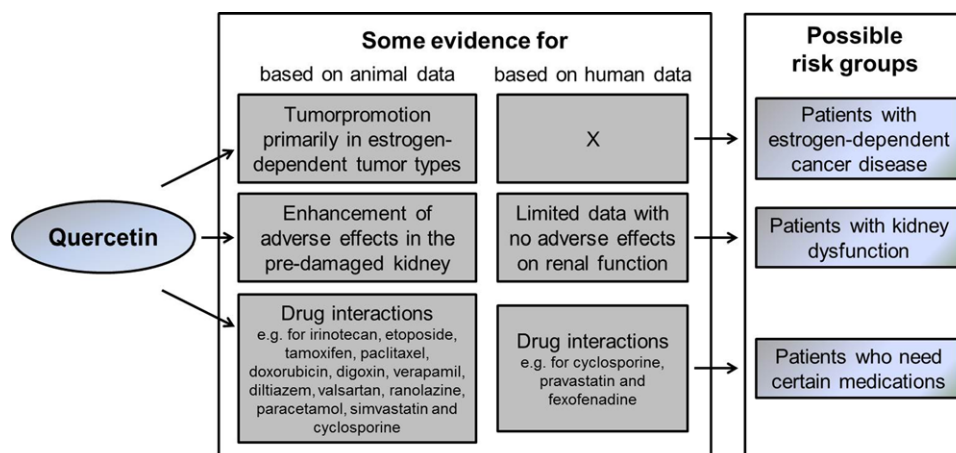 Some evidence for
based on animal data
based on human data
Possible
risk groups
Quercetin
Tumorpromotion
primarily in estrogen-
dependent tumor types
X
Patients with
estrogen-dependent
cancer disease
Enhancement of
adverse effects in the
pre-damaged kidney
Limited data with
no adverse effects
on renal function
Patients with kidney
dysfunction
Drug interactions
e.g. for irinotecan, etoposide,
tamoxifen, paclitaxel,
doxorubicin, digoxin, verapamil,
diltiazem, valsartan, ranolazine,
paracetamol, simvastatin and
cyclosporine
Drug interactions
e.g. for cyclosporine,
pravastatin and
fexofenadine
Patients who need
certain medications